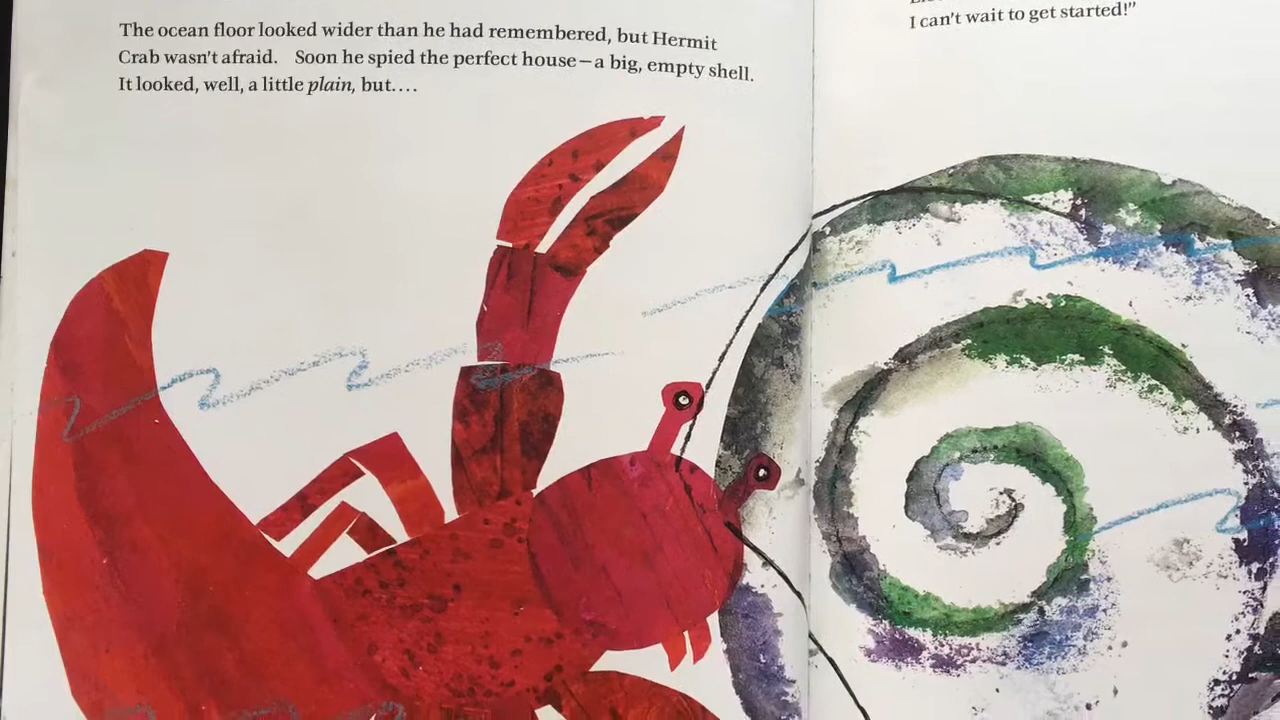 The ocean floor looked wider than he had remembered, but Hermit
Crab wasn't afraid. Soon he spied the perfect house—a big, empty shell.
It looked, well, a little plain, but....
I can't wait to get started!"